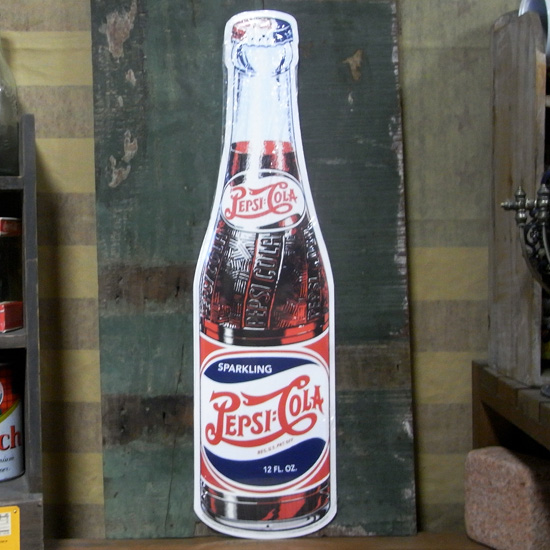 PEPSI:COLA
PEPSI:COLA
SPARKLING
PEPSI:COLA
12 FL. OZ.
ch